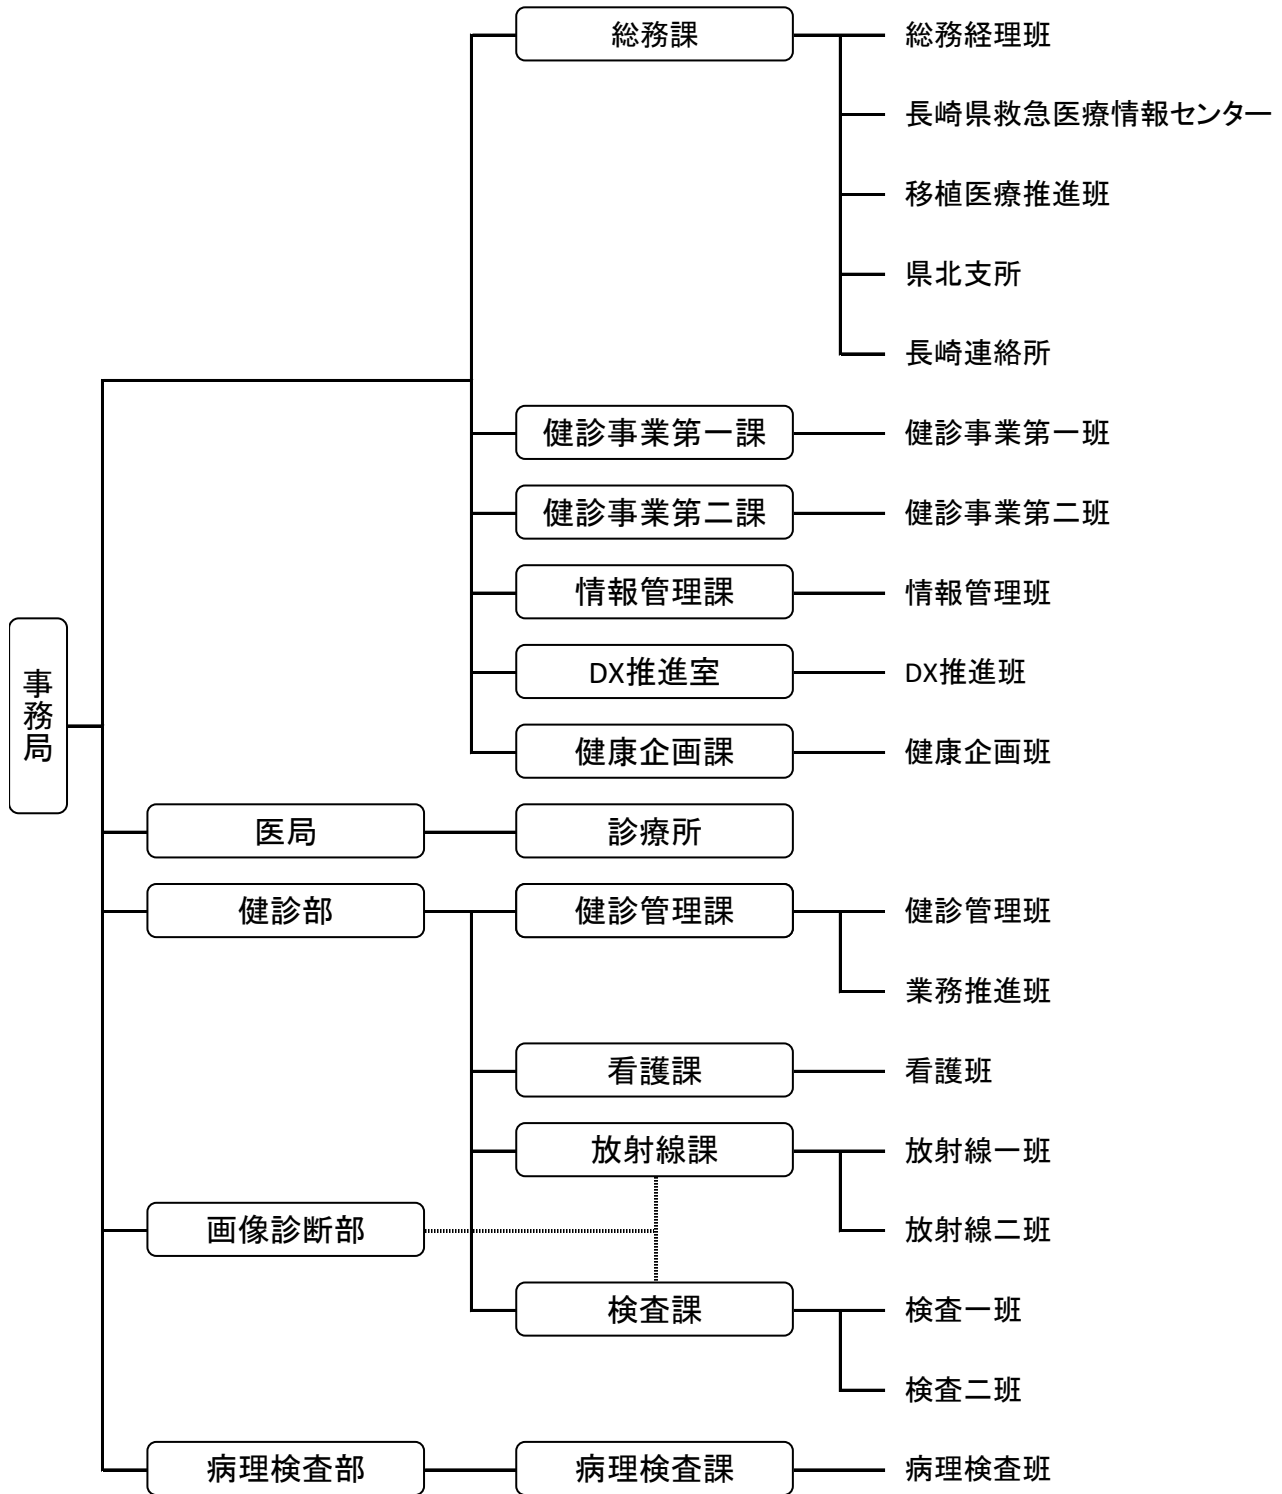 総務課
総務経理班
長崎県救急医療情報センター
移植医療推進班
県北支所
長崎連絡所
健診事業第一課
健診事業第一班
健診事業第二課
健診事業第二班
情報管理課
情報管理班
事務局
DX推進室
DX推進班
健康企画課
健康企画班
医局
診療所
健診部
健診管理課
健診管理班
業務推進班
看護課
看護班
放射線課
放射線一班
画像診断部
放射線二班
検査課
検査一班
検査二班
病理検査部
病理検査課
病理検査班